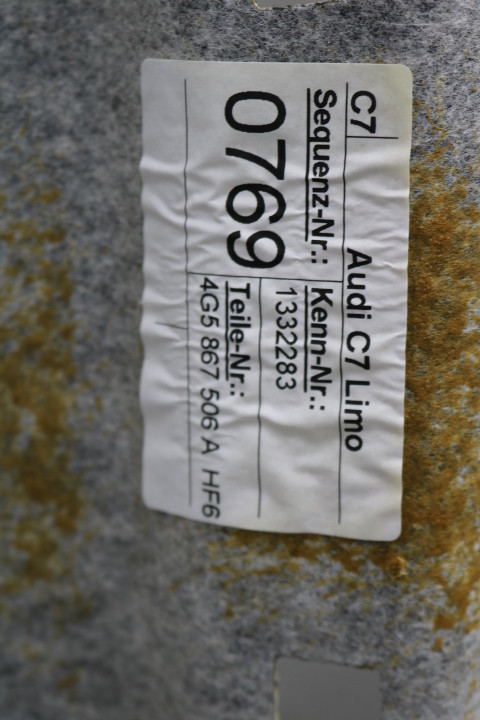 C7 Audi C7 Limo
Sequenz-Nr.: Kenn-Nr.:
0769 1332283
Teile-Nr.:
4G5 867 506 A HF6